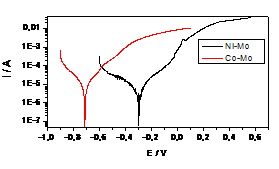 0,01
1E-3
1E-4
1E-5
1E-6
1E-7
I / A
Ni-Mo
Co-Mo
-1,0 -0,8 -0,6 -0,4 -0,2 0,0 0,2 0,4 0,6
E / V